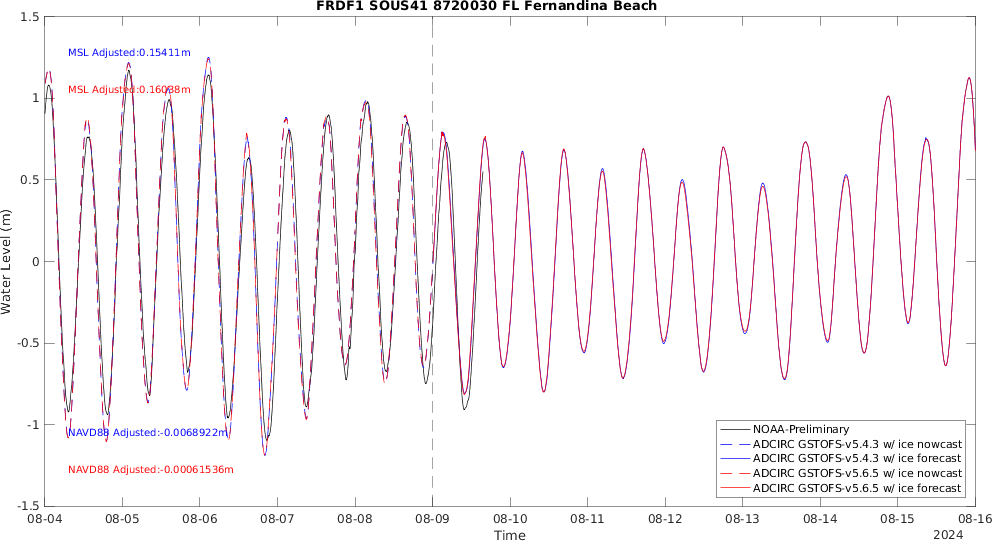 FRDF1 SOUS41 8720030 FL Fernandina Beach
1.5
1
0.5
0
-0.5
-1
-1.5
Water Level (m)
MSL Adjusted:0.15411m
MSL Adjusted:0.16038m
NAVD88 Adjusted:-0.0068922m
NAVD88 Adjusted:-0.00061536m
NOAA-Preliminary
ADCIRC GSTOFS-v5.4.3 w/ ice nowcast
ADCIRC GSTOFS-v5.4.3 w/ ice forecast
ADCIRC GSTOFS-v5.6.5 w/ ice nowcast
ADCIRC GSTOFS-v5.6.5 w/ ice forecast
08-04 08-05 08-06 08-07 08-08 08-09 08-10 08-11 08-12 08-13 08-14 08-15 08-16
Time
2024